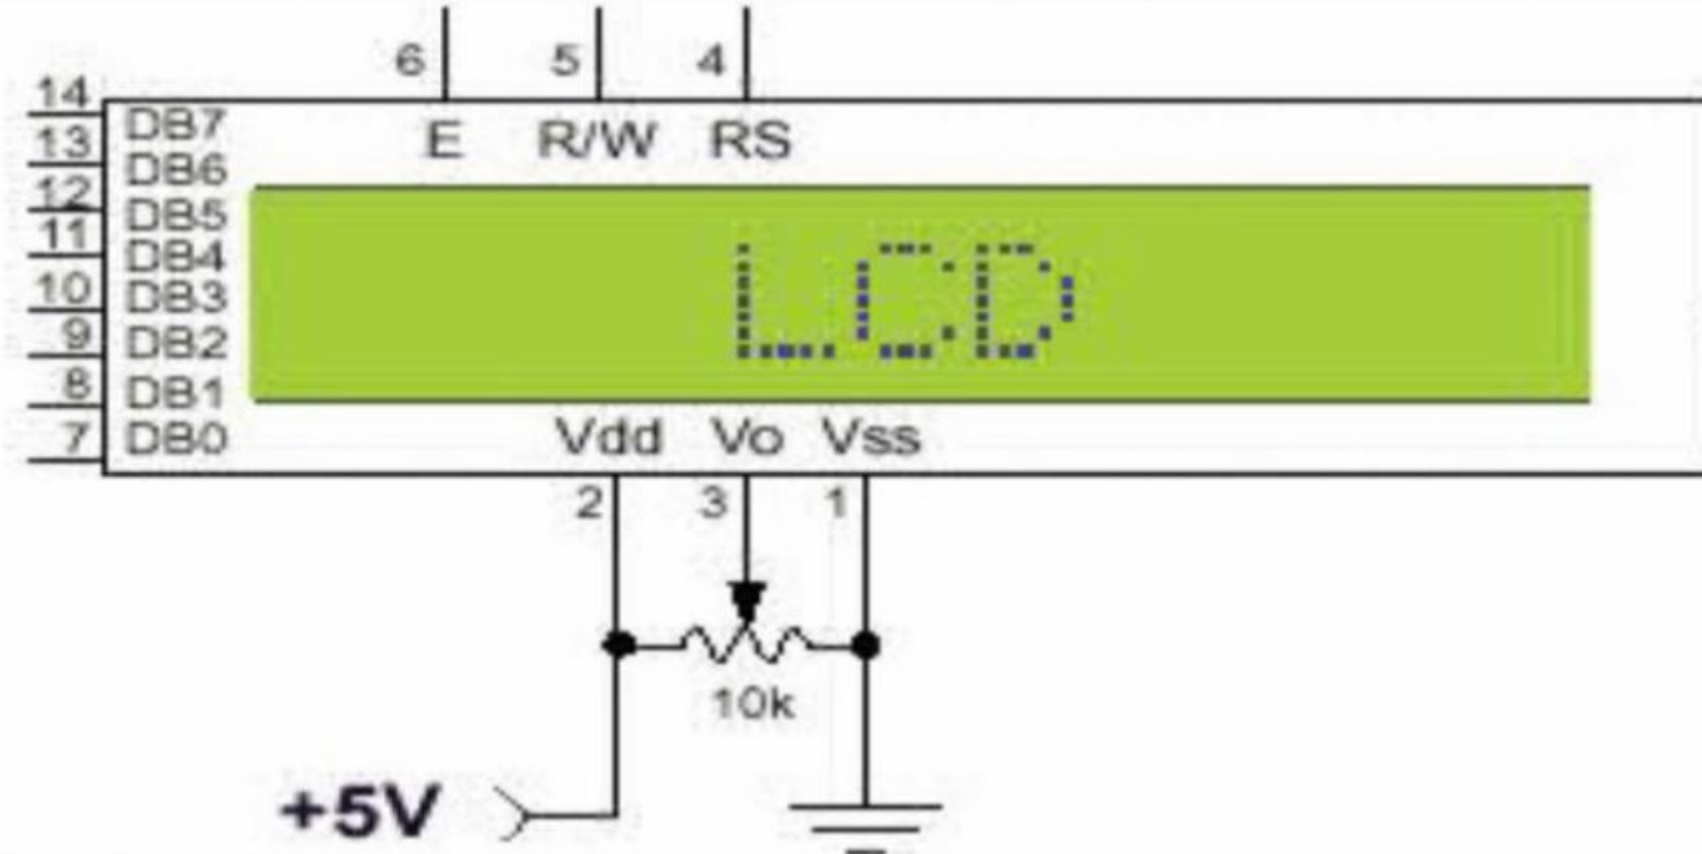 6 5 4
14 DB7 E R/W RS
13 DB6
12 DB5
11 DB4
10 DB3
9 DB2
8 DB1
7 DB0
LCD
Vdd Vo Vss
2 3 1
10k
+5V